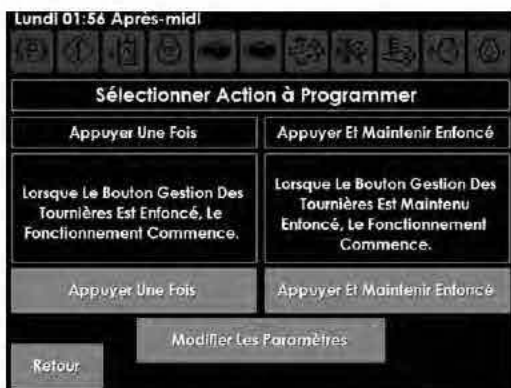 Lundi 01:56 Après-midi
Sélectionner Action à Programmer
Appuyer Une Fois
Appuyer Et Maintenir Enfoncé
Lorsque Le Bouton Gestion Des
Tournières Est Enfoncé, Le
Fonctionnement Commence.
Lorsque Le Bouton Gestion Des
Tournières Est Maintenu
Enfoncé, Le Fonctionnement
Commence.
Appuyer Une Fois
Appuyer Et Maintenir Enfoncé
Modifier Les Paramètres
Retour